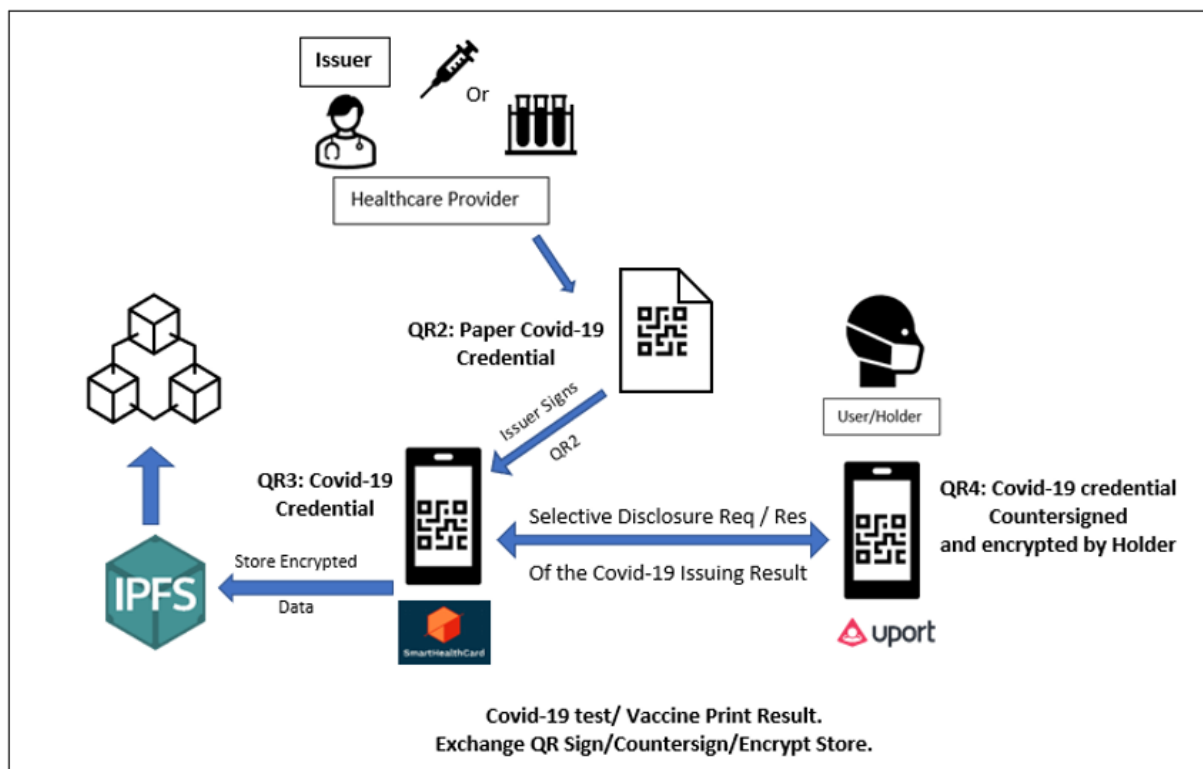 Issuer
Or
Healthcare Provider
QR2: Paper Covid-19
Credential
Issuer Signs
QR2
User/Holder
QR3: Covid-19
Credential
QR4: Covid-19 credential
Countersigned
and encrypted by Holder
Selective Disclosure Req / Res
Of the Covid-19 Issuing Result
Store Encrypted
Data
IPFS
SmartHealthCard
uport
Covid-19 test/ Vaccine Print Result.
Exchange QR Sign/Countersign/Encrypt Store.